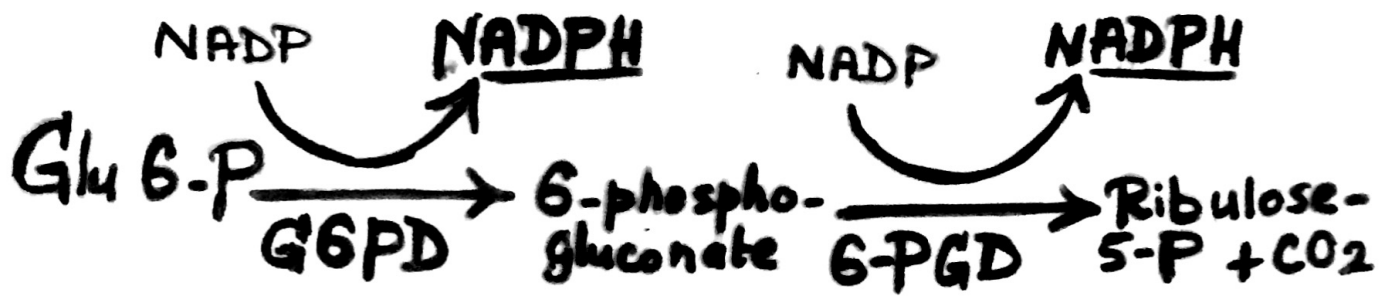 NADP NADPH NADP NADPH
Glu 6-P 6-phospho- Ribulose-
G6PD gluconate 6-PGD 5-P + CO2